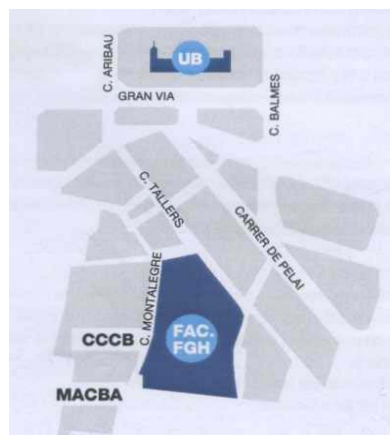 UB
C. ARIBAU
GRAN VIA
C. BALMES
C. TALLERS
CARRER DE PELAI
C. MONTALEGRE
CCCB
FAC.
FGH
MACBA